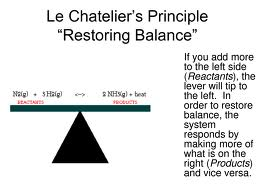 Le Chatelier's Principle
"Restoring Balance"
If you add more
to the left side
(Reactants), the
lever will tip to
the left. In
order to restore
balance, the
system
responds by
making more of
what is on the
right (Products)
and vice versa.
N2(g) + 3 H2(g) <--> 2 NH3(g) + heat
REACTANTS PRODUCTS